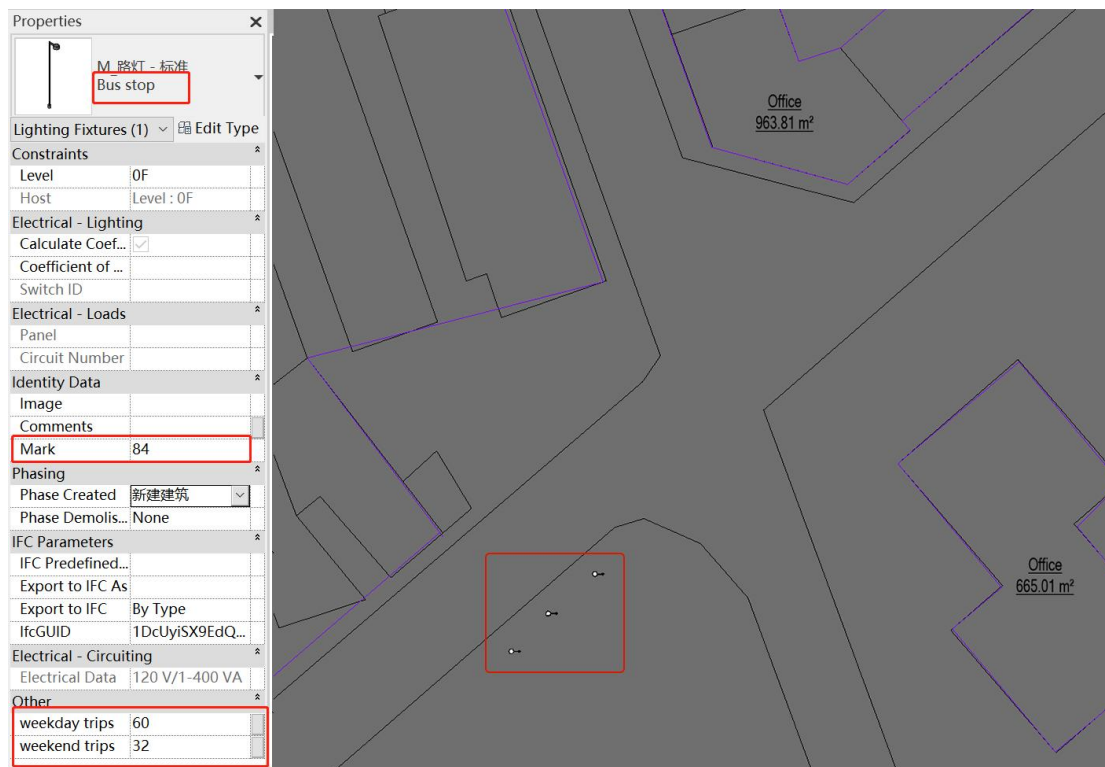 Properties
M_路灯 - 标准
Bus stop
Lighting Fixtures (1)
Edit Type
Constraints
Level 0F
Host Level : 0F
Electrical - Lighting
Calculate Coef...
Coefficient of ...
Switch ID
Electrical - Loads
Panel
Circuit Number
Identity Data
Image
Comments
Mark 84
Phasing
Phase Created 新建建筑
Phase Demolis... None
IFC Parameters
IFC Predefined...
Export to IFC As
Export to IFC By Type
IfcGUID 1DcUyiSX9EdQ...
Electrical - Circuiting
Electrical Data 120 V/1-400 VA
Other
weekday trips 60
weekend trips 32
Office
963.81 m²
Office
665.01 m²